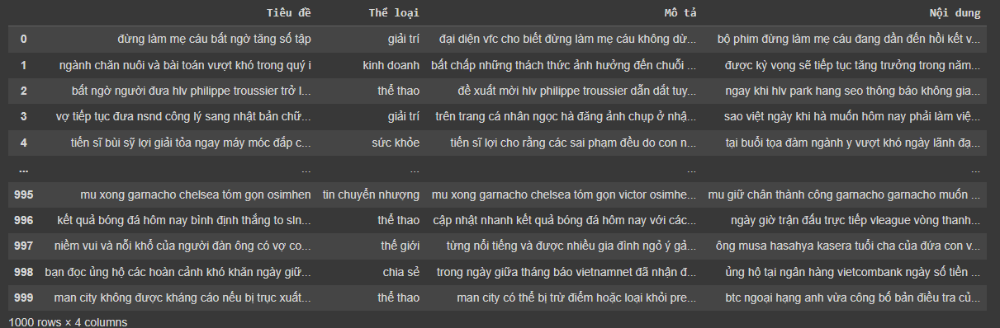 Tiêu đề Thể loại Mô tả Nội dung
0 đừng làm mẹ cáu bất ngờ tăng số tập giải trí đại diện vfc cho biết đừng làm mẹ cáu không dừ... bộ phim đừng làm mẹ cáu đang dần đến hồi kết v...
1 ngành chăn nuôi và bài toán vượt khó trong quý i kinh doanh bất chấp những thách thức ảnh hưởng đến chuỗi ... được kỳ vọng sẽ tiếp tục tăng trưởng trong năm...
2 bất ngờ người đưa hlv philippe troussier trở l... thể thao đề xuất mời hlv philippe troussier dẫn dắt tuy... ngay khi hlv park hang seo thông báo không gia...
3 vợ tiếp tục đưa nsnd công lý sang nhật bản chữ... giải trí trên trang cá nhân ngọc hà đăng ảnh chụp ở nhậ... sao việt ngày khi hà muốn hôm nay phải làm việ...
4 tiến sĩ bùi sỹ lợi giải tỏa ngay máy móc đắp c... sức khỏe tiến sĩ lợi cho rằng các sai phạm đều do con n... tại buổi tọa đàm ngành y vượt khó ngày lãnh đạ...
... ... ... ... ...
995 mu xong garnacho chelsea tóm gọn osimhen tin chuyển nhượng mu xong garnacho chelsea tóm gọn victor osimhe... mu giữ chân thành công garnacho garnacho muốn ...
996 kết quả bóng đá hôm nay bình định thắng to sln... thể thao cập nhật nhanh kết quả bóng đá hôm nay với các... ngày giờ trận đấu trực tiếp vleague vòng thanh...
997 niềm vui và nỗi khổ của người đàn ông có vợ co... thế giới từng nổi tiếng và được nhiều gia đình ngỏ ý gả... ông musa hasahya kasera tuổi cha của đứa con v...
998 bạn đọc ủng hộ các hoàn cảnh khó khăn ngày giữ... chia sẻ trong ngày giữa tháng báo vietnamnet đã nhận đ... ủng hộ tại ngân hàng vietcombank ngày số tiền ...
999 man city không được kháng cáo nếu bị trục xuất... thể thao man city có thể bị trừ điểm hoặc loại khỏi pre... btc ngoại hạng anh vừa công bố bản điều tra củ...
1000 rows × 4 columns